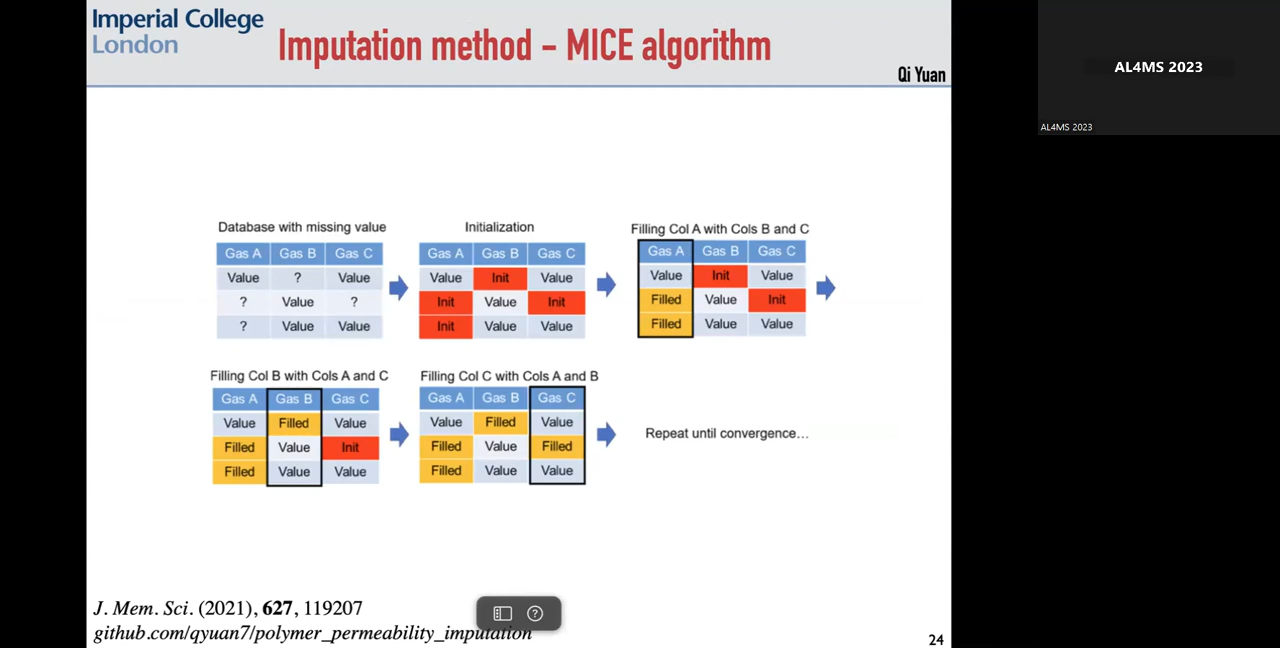 Imperial College
London
Imputation method - MICE algorithm
Qi Yuan
AL4MS 2023
AL4MS 2023
Database with missing value
Gas A Gas B Gas C
Value ? Value
? Value ?
? Value Value
Initialization
Gas A Gas B Gas C
Value Init Value
Init Value Init
Init Value Value
Filling Col A with Cols B and C
Gas A Gas B Gas C
Value Init Value
Filled Value Init
Filled Value Value
Filling Col B with Cols A and C
Gas A Gas B Gas C
Value Filled Value
Filled Value Init
Filled Value Value
Filling Col C with Cols A and B
Gas A Gas B Gas C
Value Filled Value
Filled Value Filled
Filled Value Value
Repeat until convergence...
J. Mem. Sci. (2021), 627, 119207
github.com/qyuan7/polymer_permeability_imputation
24